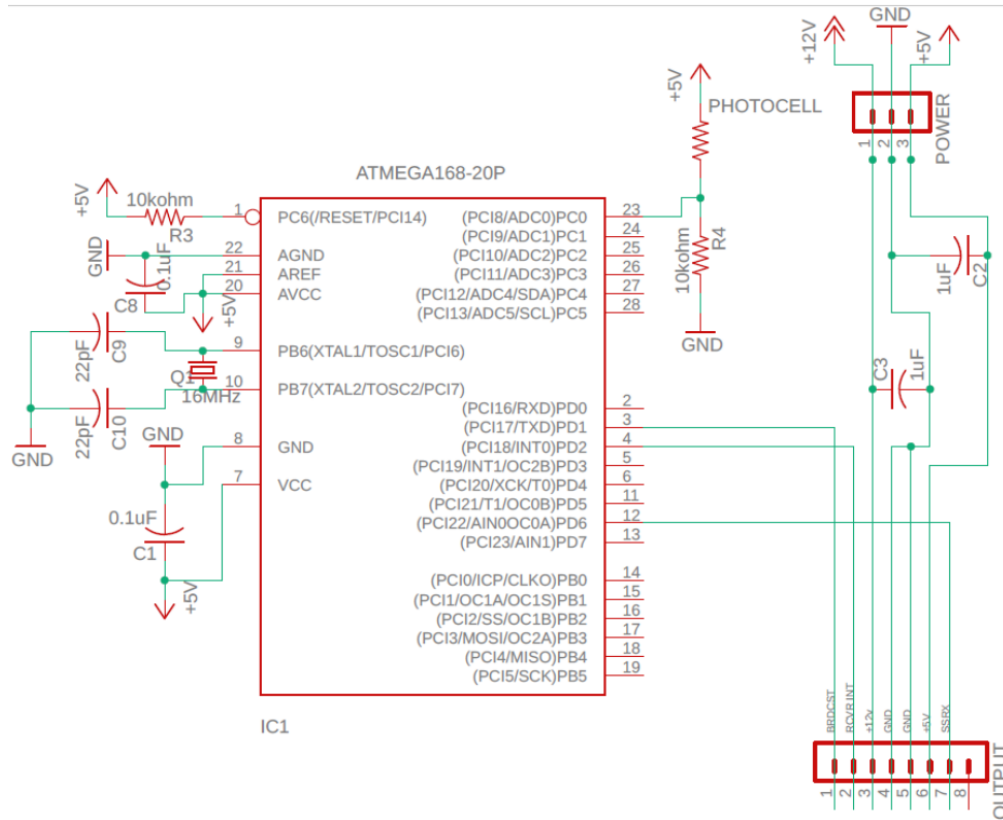 GND
+12V
+5V
1
2
3
POWER
+5V
PHOTOCELL
ATMEGA168-20P
+5V
10kohm
R3
1
PC6(/RESET/PCI14)
(PCI8/ADC0)PC0
23
(PCI9/ADC1)PC1
24
GND
22
AGND
(PCI10/ADC2)PC2
25
0.1uF
C8
21
AREF
(PCI11/ADC3)PC3
26
20
AVCC
(PCI12/ADC4/SDA)PC4
27
+5V
(PCI13/ADC5/SCL)PC5
28
10kohm
R4
GND
1uF
C2
22pF
C9
9
PB6(XTAL1/TOSC1/PCI6)
Q1
16MHz
10
PB7(XTAL2/TOSC2/PCI7)
22pF
C10
GND
C3
1uF
(PCI16/RXD)PD0
2
(PCI17/TXD)PD1
3
GND
8
GND
(PCI18/INT0)PD2
4
(PCI19/INT1/OC2B)PD3
5
7
VCC
(PCI20/XCK/T0)PD4
6
(PCI21/T1/OC0B)PD5
11
0.1uF
C1
(PCI22/AIN0OC0A)PD6
12
(PCI23/AIN1)PD7
13
+5V
(PCI0/ICP/CLKO)PB0
14
(PCI1/OC1A/OC1S)PB1
15
(PCI2/SS/OC1B)PB2
16
(PCI3/MOSI/OC2A)PB3
17
(PCI4/MISO)PB4
18
(PCI5/SCK)PB5
19
IC1
BRDCST
RCVR INT
+12v
GND
GND
+5V
SSRX
1
2
3
4
5
6
7
8
OUTPUT